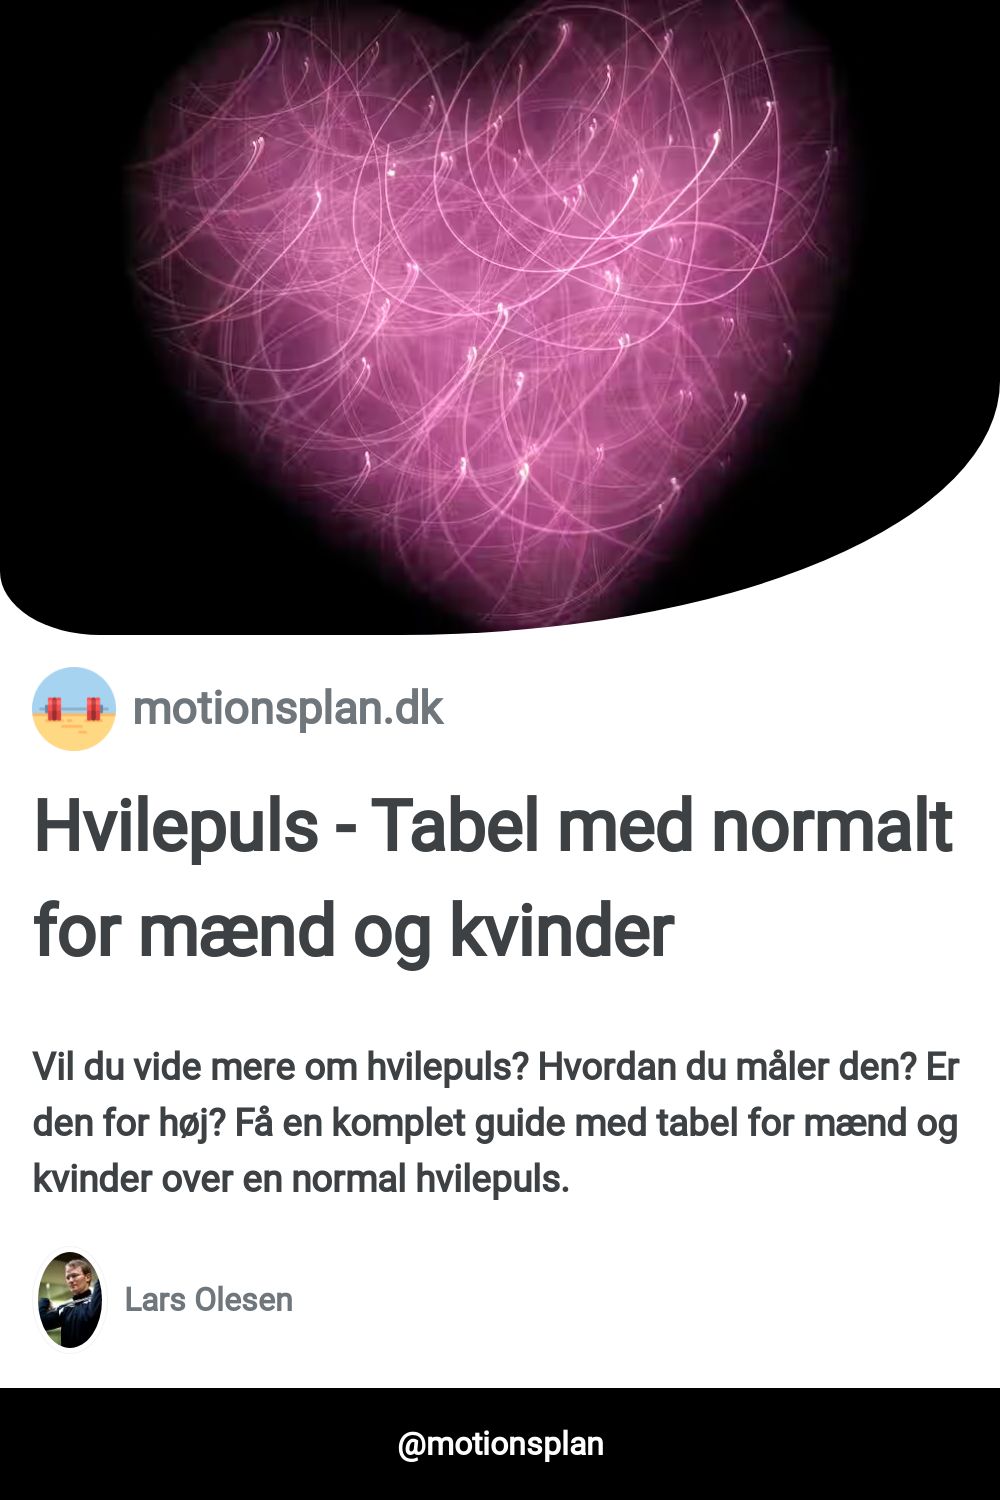 motionsplan.dk
Hvilepuls - Tabel med normalt
for mænd og kvinder
Vil du vide mere om hvilepuls? Hvordan du måler den? Er
den for høj? Få en komplet guide med tabel for mænd og
kvinder over en normal hvilepuls.
Lars Olesen
@motionsplan